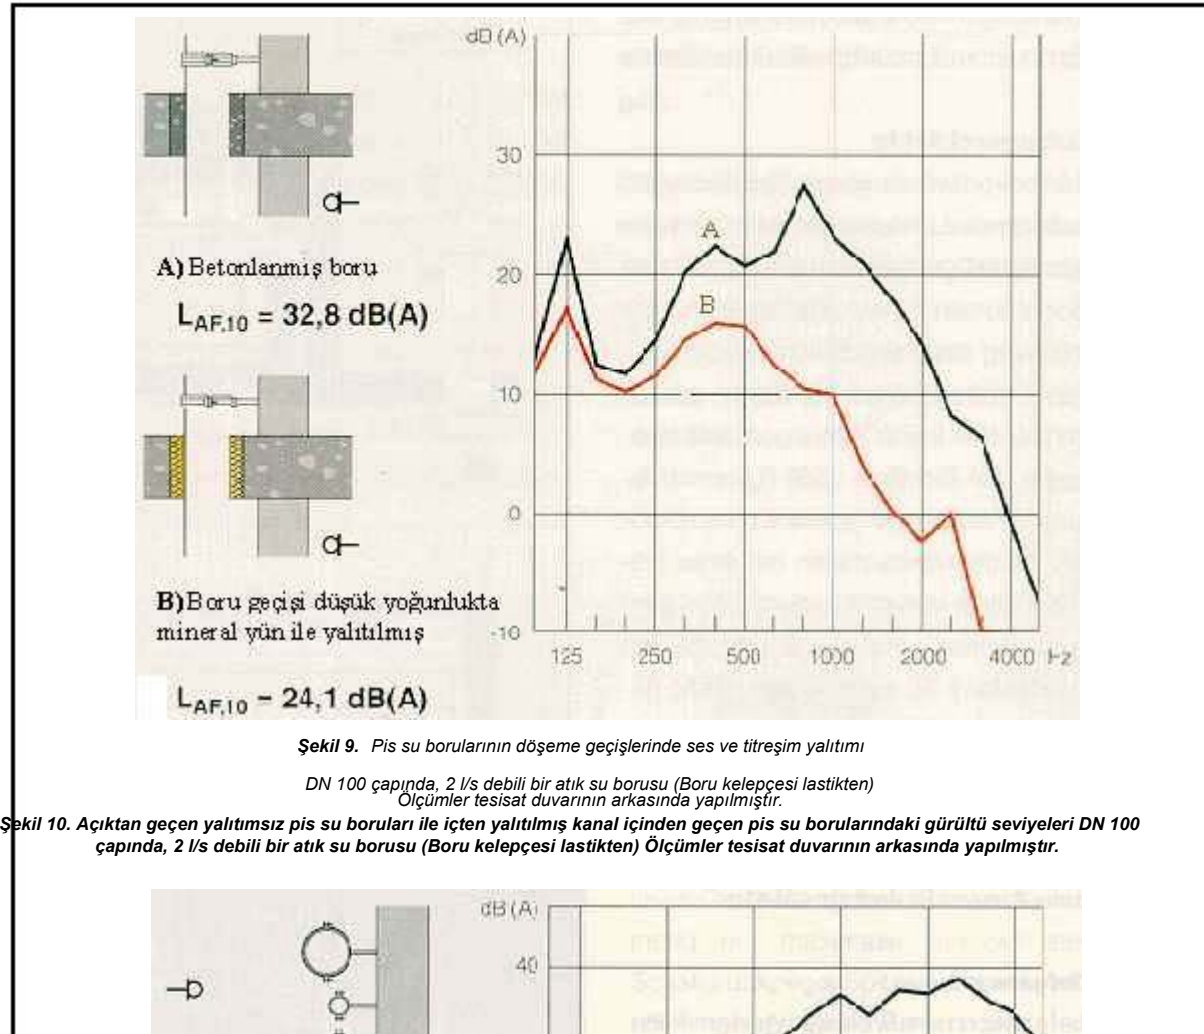 dB (A)
30
A
20
B
10
0
-10
125 250 500 1000 2000 4000 Hz
A) Betonlanmış boru
LAF,10 = 32,8 dB(A)
B)Boru geçişi düşük yoğunlukta
mineral yün ile yalıtılmış
LAF,10 – 24,1 dB(A)
Şekil 9. Pis su borularının döşeme geçişlerinde ses ve titreşim yalıtımı
DN 100 çapında, 2 l/s debili bir atık su borusu (Boru kelepçesi lastikten)
Ölçümler tesisat duvarının arkasında yapılmıştır.
Şekil 10. Açıktan geçen yalıtımsız pis su boruları ile içten yalıtılmış kanal içinden geçen pis su borularındaki gürültü seviyeleri DN 100
çapında, 2 l/s debili bir atık su borusu (Boru kelepçesi lastikten) Ölçümler tesisat duvarının arkasında yapılmıştır.
dB (A)
40